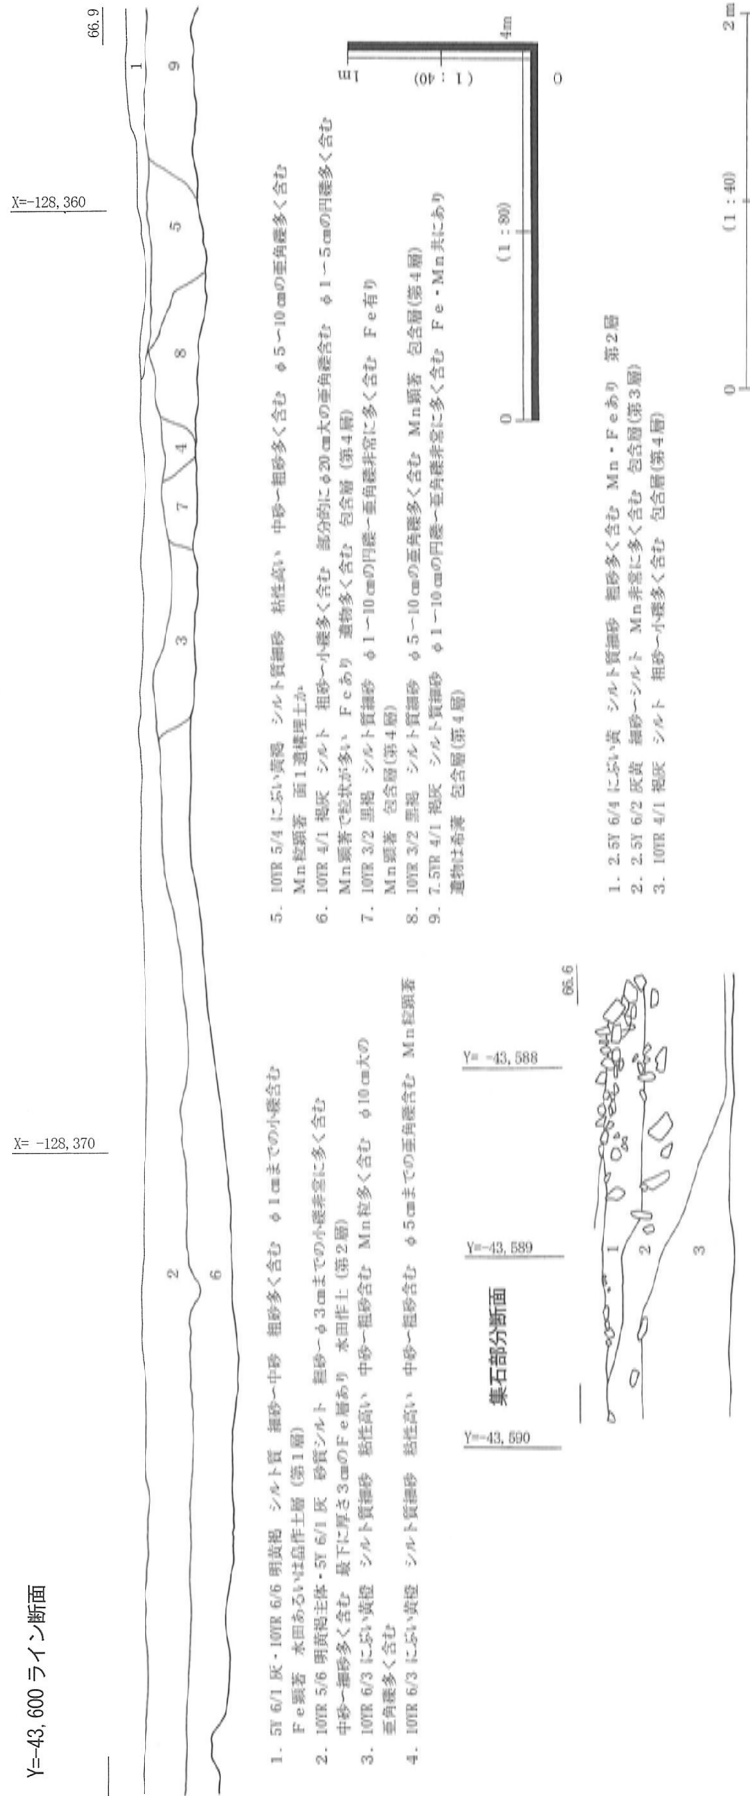 Y=-43,600 ライン断面
X= -128,370
X=-128,360
66.9
1
2
3
4
5
6
7
8
9
1. 5Y 6/1 灰・10YR 6/6 明黄褐 シルト質 細砂〜中砂 粗砂多く含む φ1㎝までの小礫含む
Fe顕著 水田あるいは畠作土層(第1層)
2. 10YR 5/6 明黄褐主体・5Y 6/1 灰 砂質シルト 粗砂〜φ3㎝までの小礫非常に多く含む
中砂〜細砂多く含む 最下に厚さ3㎝のFe層あり 水田作土(第2層)
3. 10YR 6/3 にぶい黄橙 シルト質細砂 粘性高い 中砂〜粗砂含む Mn粒多く含む φ10㎝大の
亜角礫多く含む
4. 10YR 6/3 にぶい黄橙 シルト質細砂 粘性高い 中砂〜粗砂含む φ5㎝までの亜角礫含む Mn粒顕著
5. 10YR 5/4 にぶい黄褐 シルト質細砂 粘性高い 中砂〜粗砂多く含む φ5〜10㎝の亜角礫多く含む
Mn粒顕著 面1遺構埋土か
6. 10YR 4/1 褐灰 シルト 粗砂〜小礫多く含む 部分的にφ20㎝大の亜角礫含む φ1〜5㎝の円礫多く含む
Mn顕著で粒状が多い Feあり 遺物多く含む 包含層(第4層)
7. 10YR 3/2 黒褐 シルト質細砂 φ1〜10㎝の円礫〜亜角礫非常に多く含む Fe有り
Mn顕著 包含層(第4層)
8. 10YR 3/2 黒褐 シルト質細砂 φ5〜10㎝の亜角礫多く含む Mn顕著 包含層(第4層)
9. 7.5YR 4/1 褐灰 シルト質細砂 φ1〜10㎝の円礫〜亜角礫非常に多く含む Fe・Mn共にあり
遺物は希薄 包含層(第4層)
1m
(1:40)
0
(1:80)
4m
0
集石部分断面
Y=-43,590
Y=-43,589
Y= -43,588
66.6
1
2
3
1. 2.5Y 6/4 にぶい黄 シルト質細砂 粗砂多く含む Mn・Feあり 第2層
2. 2.5Y 6/2 灰黄 細砂〜シルト Mn非常に多く含む 包含層(第3層)
3. 10YR 4/1 褐灰 シルト 粗砂〜小礫多く含む 包含層(第4層)
0
(1:40)
2m